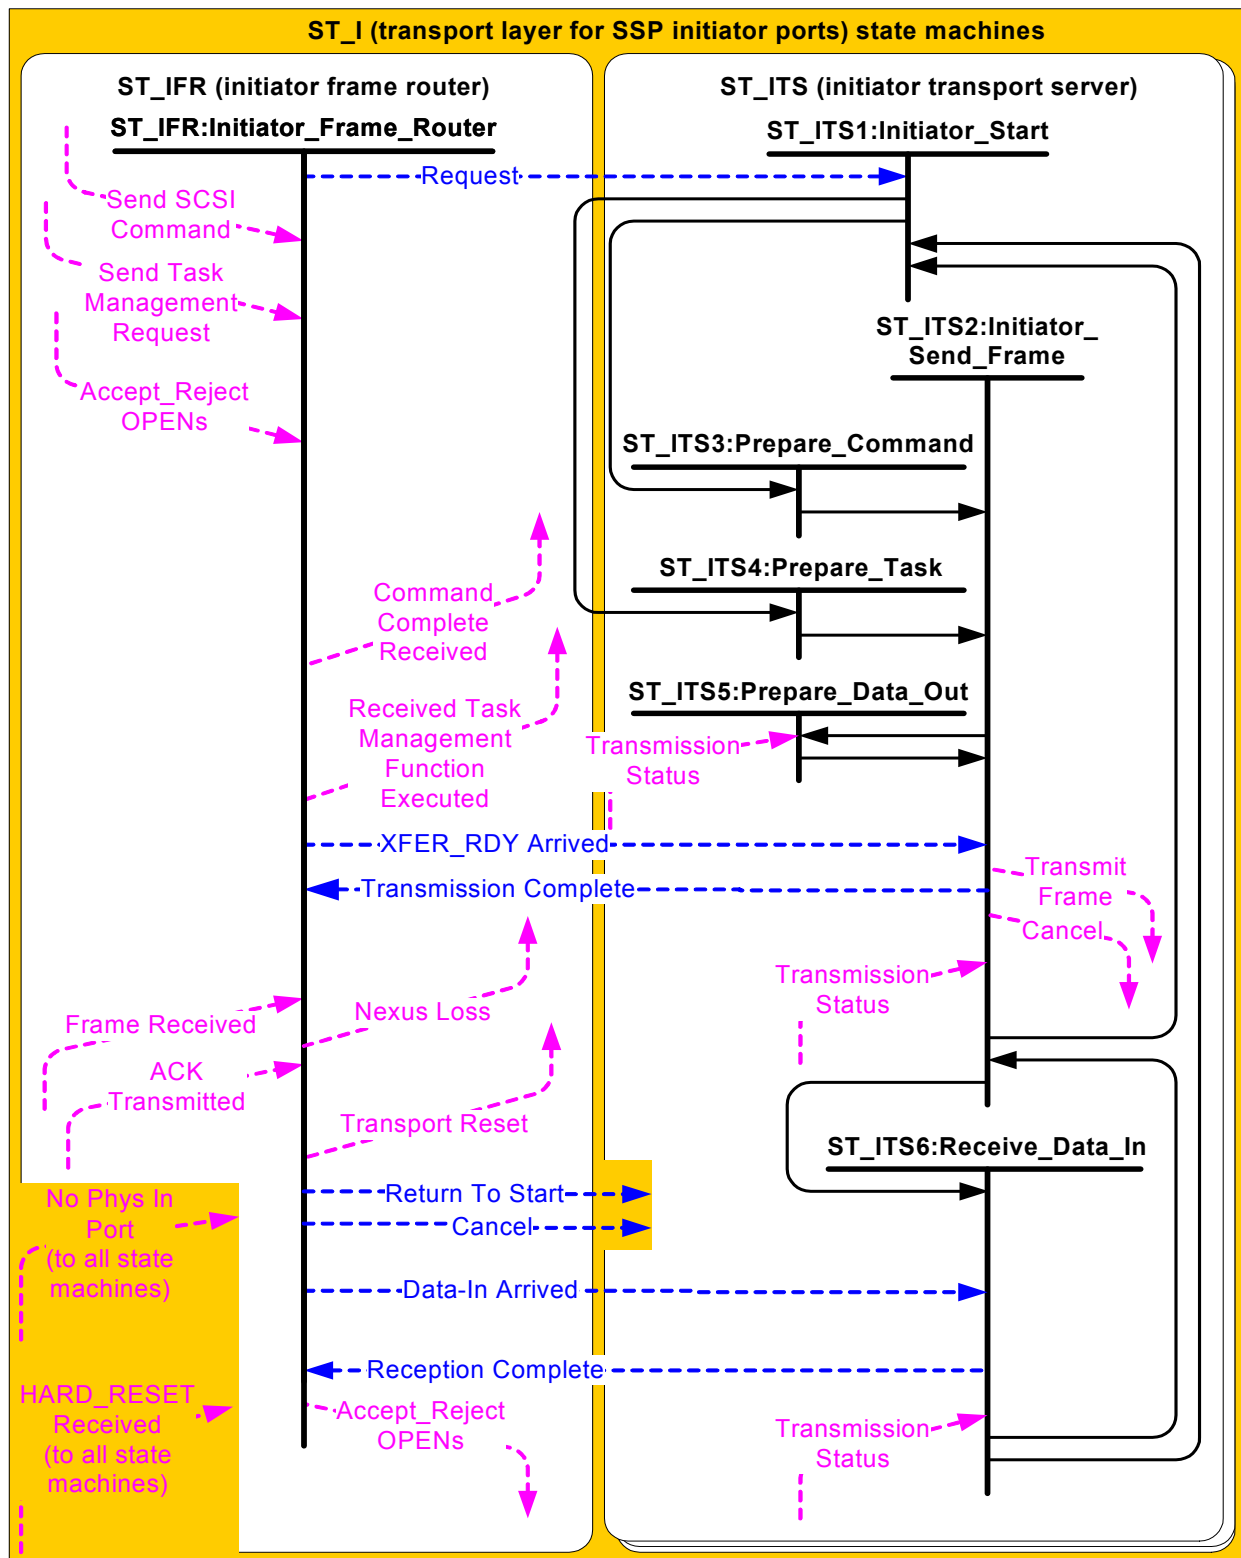 ST_I (transport layer for SSP initiator ports) state machines
ST_IFR (initiator frame router)
ST_IFR:Initiator_Frame_Router
Send SCSI
Command
Send Task
Management
Request
Accept_Reject
OPENs
Command
Complete
Received
Received Task
Management
Function
Executed
Nexus Loss
Frame Received
ACK
Transmitted
Transport Reset
No Phys In
Port
(to all state
machines)
HARD_RESET
Received
(to all state
machines)
Accept_Reject
OPENs
Request
XFER_RDY Arrived
Transmission Complete
Return To Start
Cancel
Data-In Arrived
Reception Complete
ST_ITS (initiator transport server)
ST_ITS1:Initiator_Start
ST_ITS2:Initiator_
Send_Frame
ST_ITS3:Prepare_Command
ST_ITS4:Prepare_Task
ST_ITS5:Prepare_Data_Out
Transmission
Status
Transmit
Frame
Cancel
Transmission
Status
ST_ITS6:Receive_Data_In
Transmission
Status